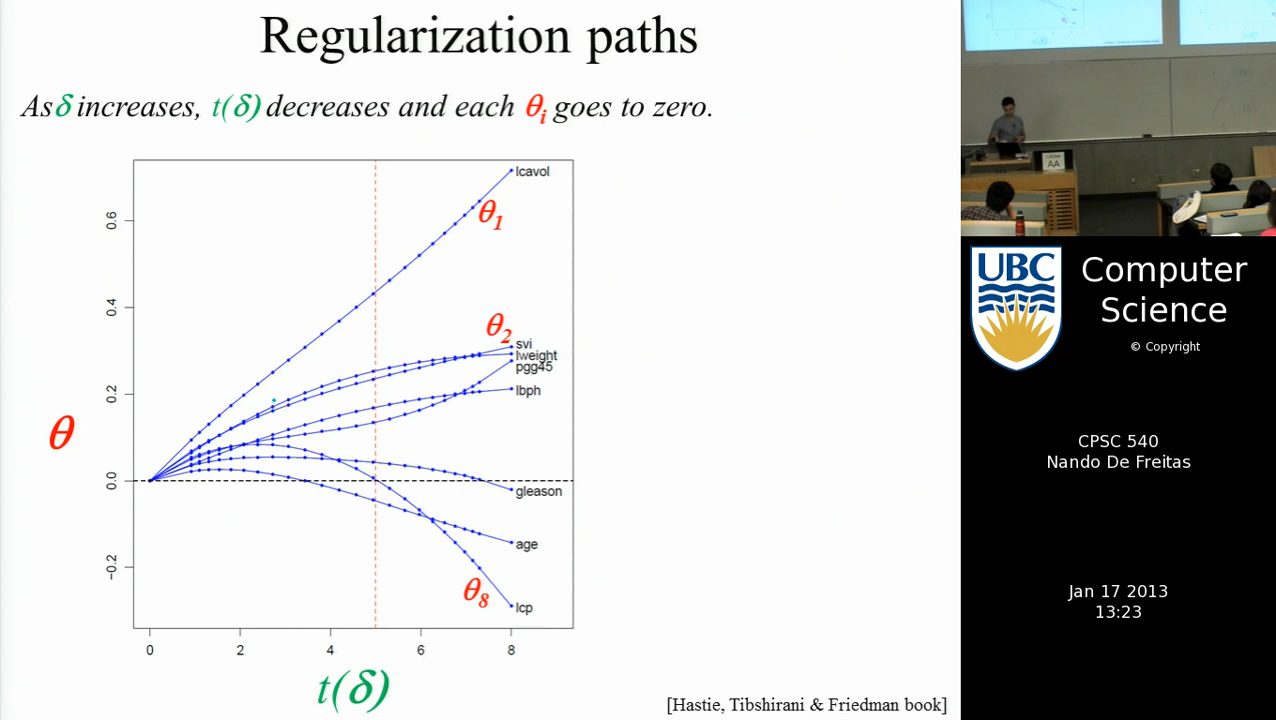 Regularization paths
As δ increases, t(δ) decreases and each θi goes to zero.
lcavol
θ1
θ2
svi
lweight
pgg45
lbph
gleason
age
θ8
lcp
0.6
0.4
0.2
0.0
−0.2
θ
0 2 4 6 8
t(δ)
[Hastie, Tibshirani & Friedman book]
AA
UBC
Computer
Science
© Copyright
CPSC 540
Nando De Freitas
Jan 17 2013
13:23